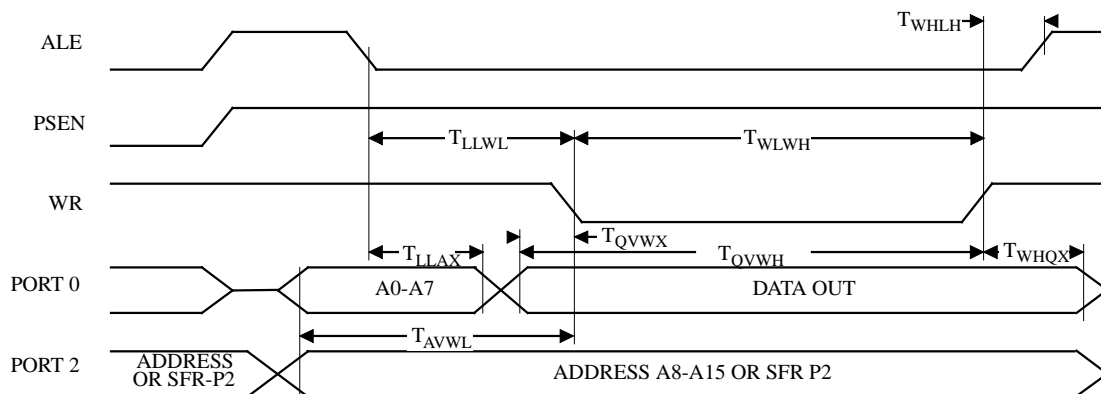 T_WHLH
ALE
PSEN
T_LLWL
T_WLWH
WR
T_QVWX
T_LLAX
T_QVWH
T_WHQX
PORT 0
A0-A7
DATA OUT
T_AVWL
PORT 2
ADDRESS
OR SFR-P2
ADDRESS A8-A15 OR SFR P2